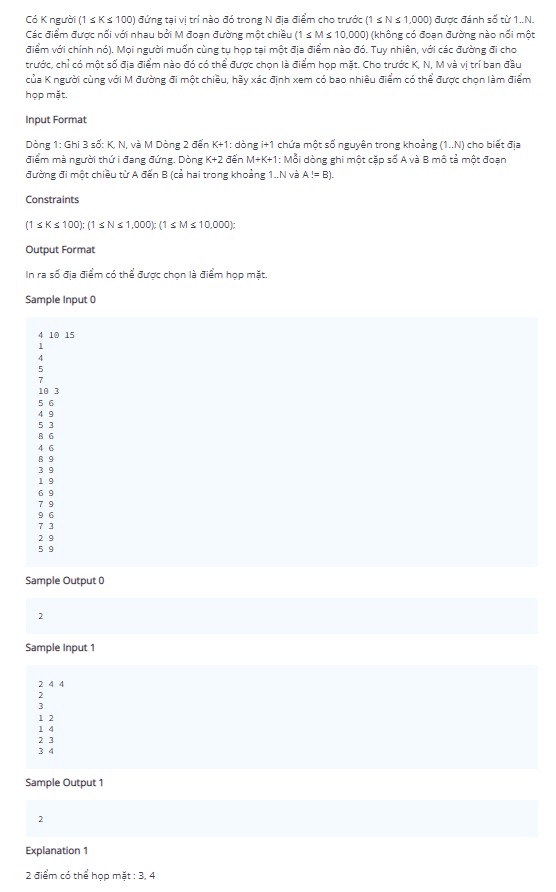 Có K người (1 ≤ K ≤ 100) đứng tại vị trí nào đó trong N địa điểm cho trước (1 ≤ N ≤ 1,000) được đánh số từ 1..N.
Các điểm được nối với nhau bởi M đoạn đường một chiều (1 ≤ M ≤ 10,000) (không có đoạn đường nào nối một
điểm với chính nó). Mọi người muốn cùng tụ họp tại một địa điểm nào đó. Tuy nhiên, với các đường đi cho
trước, chỉ có một số địa điểm nào đó có thể được chọn là điểm họp mặt. Cho trước K, N, M và vị trí ban đầu
của K người cùng với M đường đi một chiều, hãy xác định xem có bao nhiêu điểm có thể được chọn làm điểm
họp mặt.
Input Format
Dòng 1: Ghi 3 số: K, N, và M Dòng 2 đến K+1: dòng i+1 chứa một số nguyên trong khoảng (1..N) cho biết địa
điểm mà người thứ i đang đứng. Dòng K+2 đến M+K+1: Mỗi dòng ghi một cặp số A và B mô tả một đoạn
đường đi một chiều từ A đến B (cả hai trong khoảng 1..N và A != B).
Constraints
(1 ≤ K ≤ 100); (1 ≤ N ≤ 1,000); (1 ≤ M ≤ 10,000);
Output Format
In ra số địa điểm có thể được chọn là điểm họp mặt.
Sample Input 0
4 10 15
1
4
5
7
10 3
5 6
4 9
5 3
8 6
4 6
8 9
3 9
1 9
6 9
7 9
9 6
7 3
2 9
5 9
Sample Output 0
2
Sample Input 1
2 4 4
2
3
1 2
1 4
2 3
3 4
Sample Output 1
2
Explanation 1
2 điểm có thể họp mặt : 3, 4